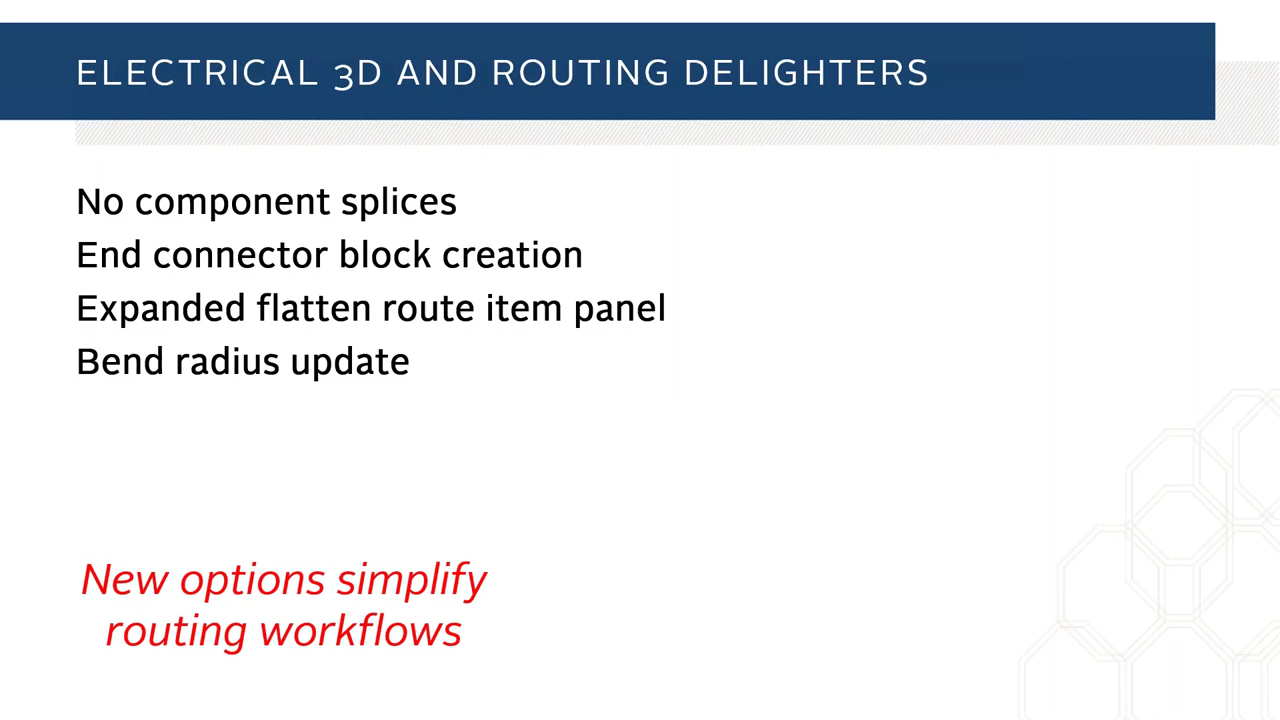 ELECTRICAL 3D AND ROUTING DELIGHTERS
No component splices
End connector block creation
Expanded flatten route item panel
Bend radius update
New options simplify
routing workflows